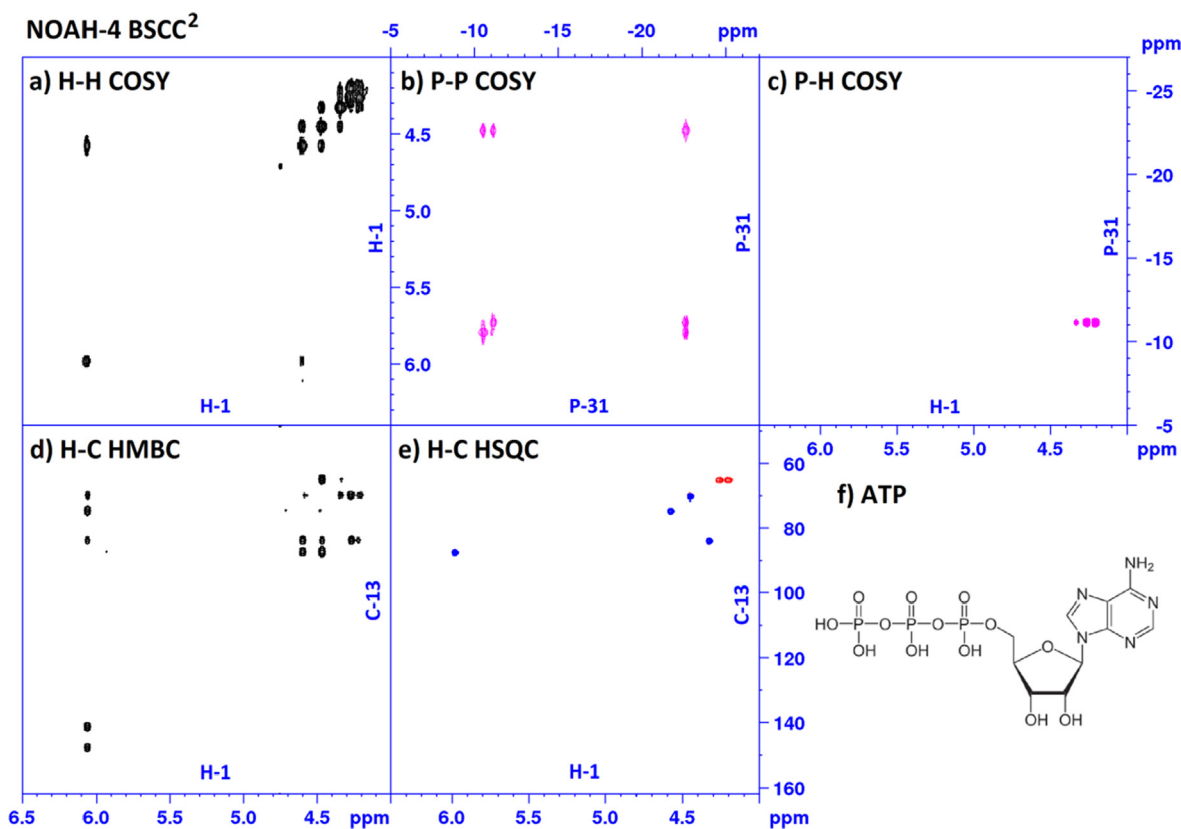 NOAH-4 BSCC²
-5 -10 -15 -20 ppm
ppm
a) H-H COSY
b) P-P COSY
c) P-H COSY
4.5
5.0
5.5
6.0
H-1
H-1
P-31
P-31
-25
-20
-15
-10
-5
P-31
H-1
6.0 5.5 5.0 4.5 ppm
d) H-C HMBC
e) H-C HSQC
f) ATP
C-13
H-1
60
80
100
120
140
160
C-13
H-1
6.5 6.0 5.5 5.0 4.5 ppm
6.0 5.5 5.0 4.5 ppm
NH₂
N
N
N
N
O O O
HO P O P O P O
OH OH OH
O
OH OH